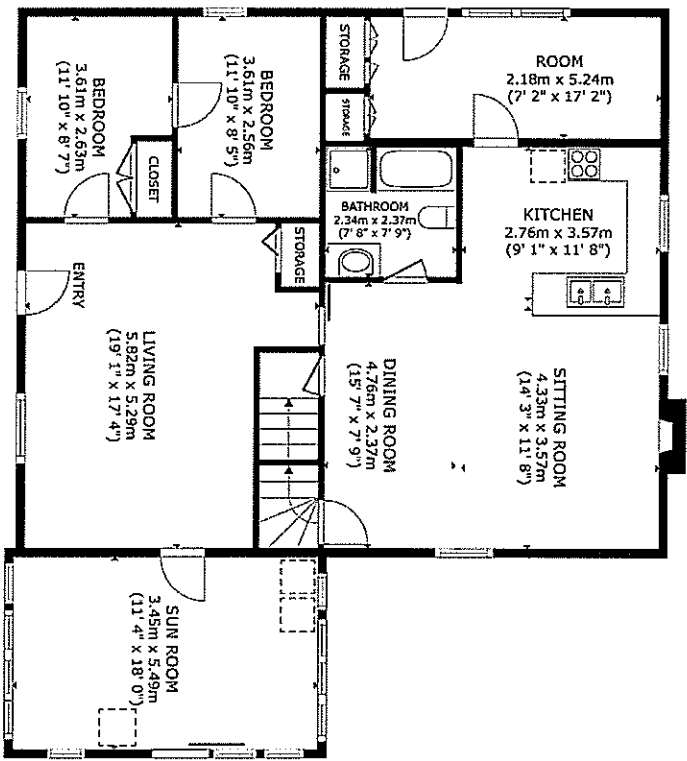 BEDROOM
3.61m x 2.63m
(11' 10" x 8' 7")
BEDROOM
3.61m x 2.56m
(11' 10" x 8' 5")
STORAGE
STORAGE
ROOM
2.18m x 5.24m
(7' 2" x 17' 2")
CLOSET
BATHROOM
2.34m x 2.37m
(7' 8" x 7' 9")
KITCHEN
2.76m x 3.57m
(9' 1" x 11' 8")
STORAGE
ENTRY
LIVING ROOM
5.82m x 5.29m
(19' 1" x 17' 4")
DINING ROOM
4.76m x 2.37m
(15' 7" x 7' 9")
SITTING ROOM
4.33m x 3.57m
(14' 3" x 11' 8")
SUN ROOM
3.45m x 5.49m
(11' 4" x 18' 0")